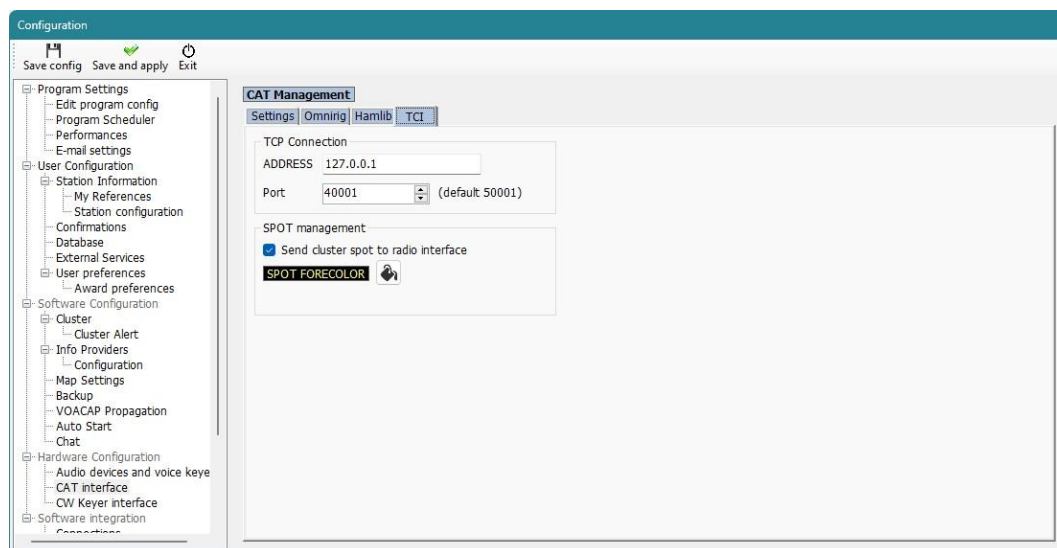 Configuration
Save config Save and apply Exit
Program Settings
Edit program config
Program Scheduler
Performances
E-mail settings
User Configuration
Station Information
My References
Station configuration
Confirmations
Database
External Services
User preferences
Award preferences
Software Configuration
Cluster
Cluster Alert
Info Providers
Configuration
Map Settings
Backup
VOACAP Propagation
Auto Start
Chat
Hardware Configuration
Audio devices and voice keye
CAT interface
CW Keyer interface
Software integration
Connections
CAT Management
Settings Omnirig Hamlib TCI
TCP Connection
ADDRESS 127.0.0.1
Port 40001 (default 50001)
SPOT management
Send cluster spot to radio interface
SPOT FORECOLOR